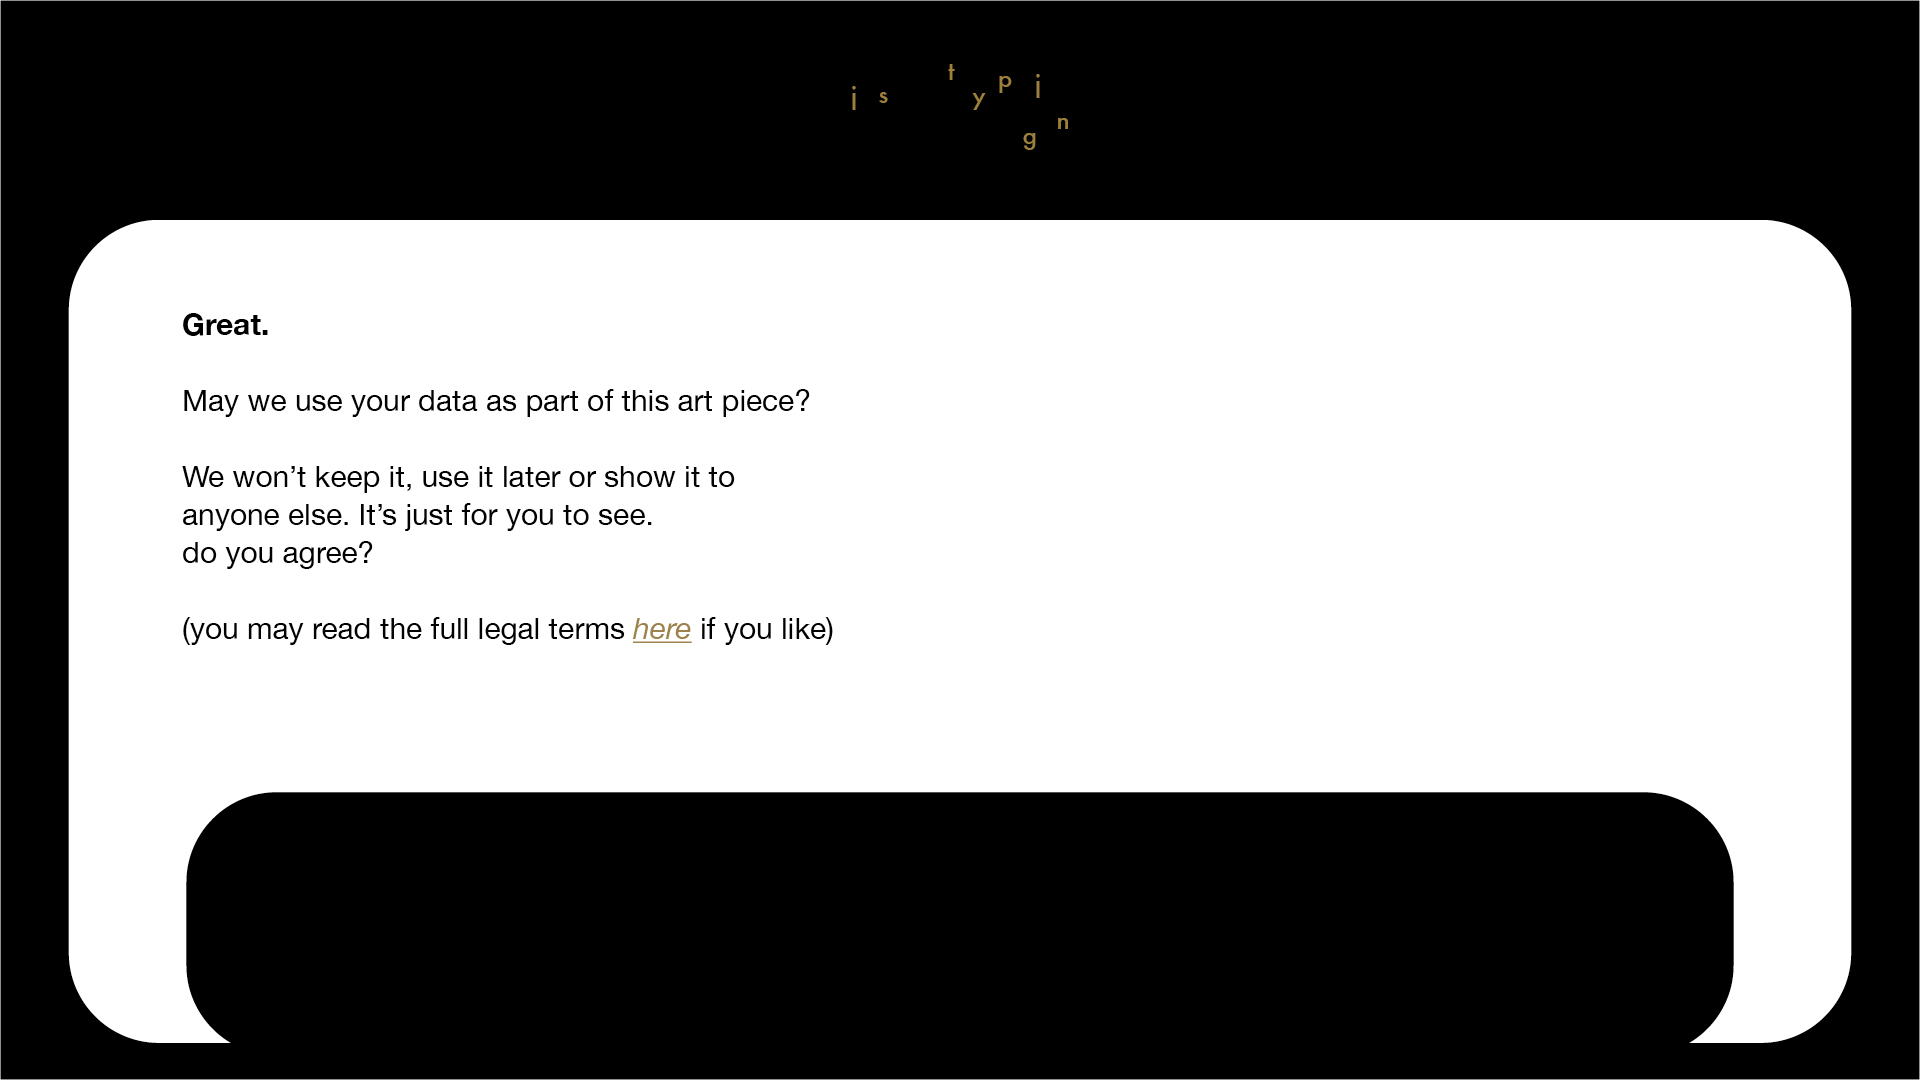 is typing
Great.
May we use your data as part of this art piece?
We won’t keep it, use it later or show it to
anyone else. It’s just for you to see.
do you agree?
(you may read the full legal terms here if you like)